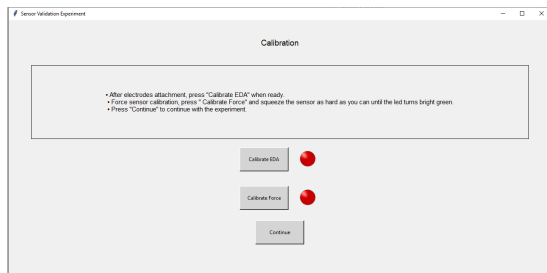 Sensor Validation Experiment
Calibration
• After electrodes attachment, press "Calibrate EDA" when ready.
• Force sensor calibration, press " Calibrate Force" and squeeze the sensor as hard as you can until the led turns bright green.
• Press "Continue" to continue with the experiment.
Calibrate EDA
Calibrate Force
Continue